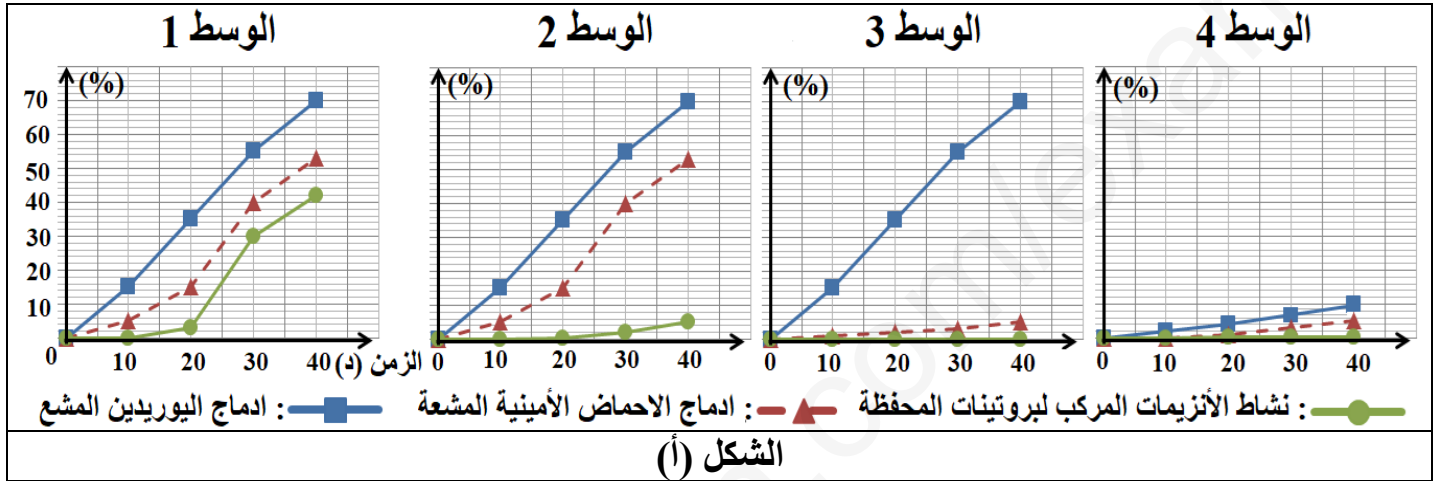 الوسط 1 الوسط 2 الوسط 3 الوسط 4
(%) (%) (%) (%)
70
60
50
40
30
20
10
0 10 20 30 40 الزمن (د) 0 10 20 30 40 0 10 20 30 40 0 10 20 30 40
: ادماج اليوريدين المشع : ادماج الاحماض الأمينية المشعة : نشاط الأنزيمات المركب لبروتينات المحفظة
الشكل (أ)